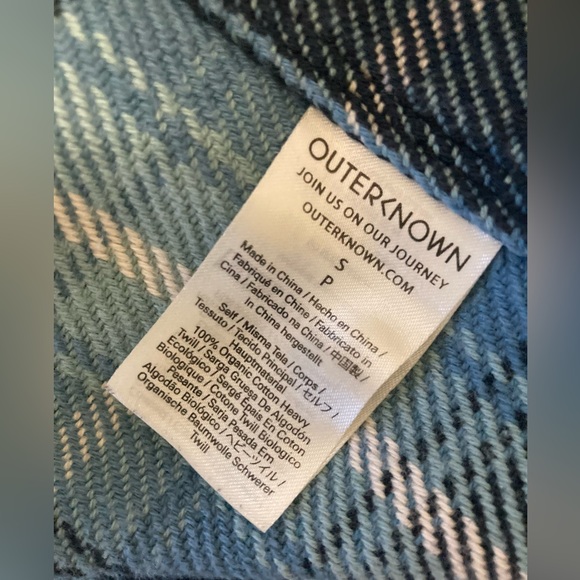 OUTERKNOWN
JOIN US ON OUR JOURNEY
OUTERKNOWN.COM
S
P
Made in China / Hecho en China /
Fabriqué en Chine / Fabbricato in
Cina / Fabricado na China / 中国製 /
In China hergestellt
Self / Misma Tela / Corps /
Tessuto / Tecido Principal / セルフ /
Hauptmaterial
100% Organic Cotton Heavy
Twill / Sarga Gruesa De Algodón
Ecológico / Sergé Épais En Coton
Biologique / Cotone Twill Biologico
Pesante / Sarja Pesada Em
Algodão Biológico / ヘビーツイル /
Organische Baumwolle Schwerer
Twill